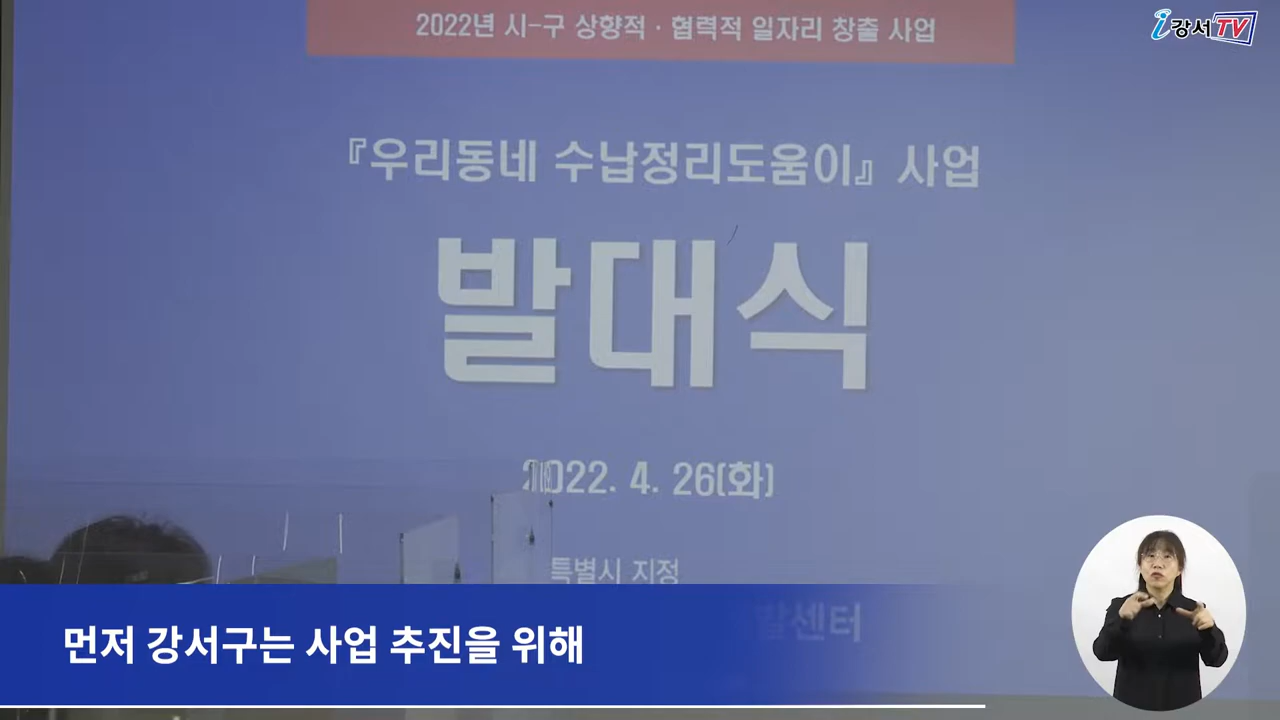 2022년 시-구 상향적·협력적 일자리 창출 사업
i강서TV
『우리동네 수납정리도움이』 사업
발대식
2022. 4. 26(화)
특별시 지정
센터
먼저 강서구는 사업 추진을 위해